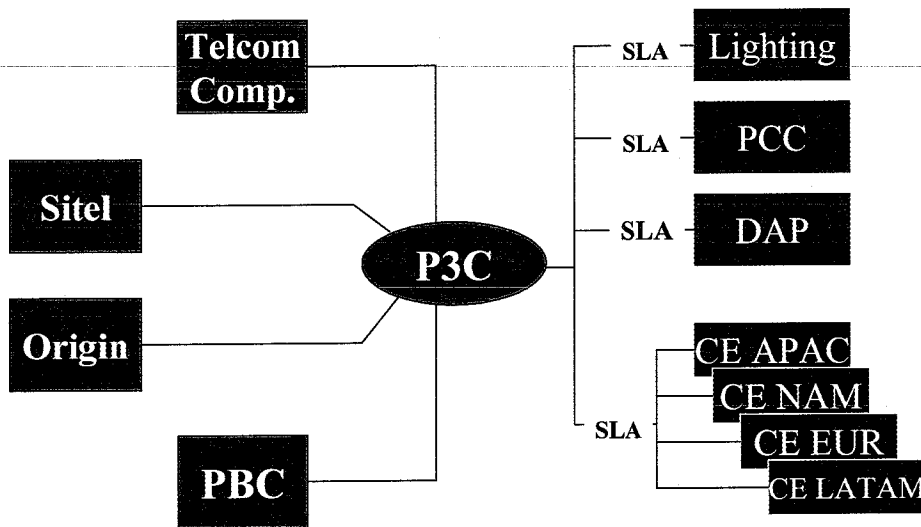 Telcom
Comp.
Sitel
Origin
PBC
P3C
SLA
Lighting
SLA
PCC
SLA
DAP
SLA
CE APAC
CE NAM
CE EUR
CE LATAM